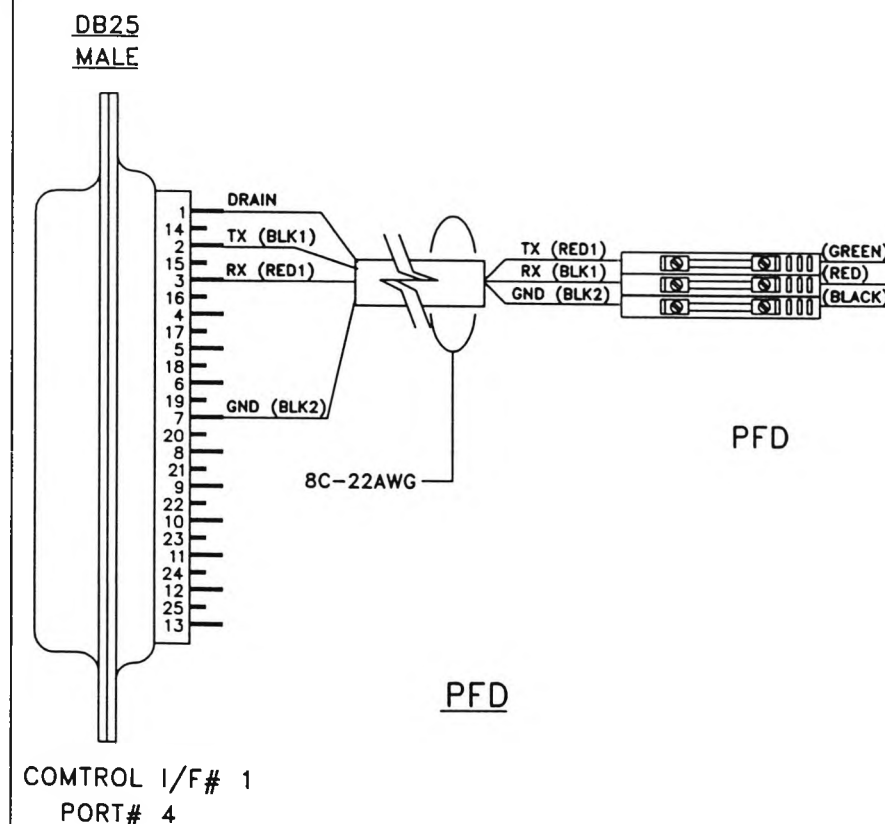 DB25
MALE
1 DRAIN
14
2 TX (BLK1)
15
3 RX (RED1)
16
4
17
5
18
6
19
7 GND (BLK2)
20
8
21
9
22
10
23
11
24
12
25
13
TX (RED1) (GREEN)
RX (BLK1) (RED)
GND (BLK2) (BLACK)
8C-22AWG
PFD
PFD
COMTROL I/F# 1
PORT# 4